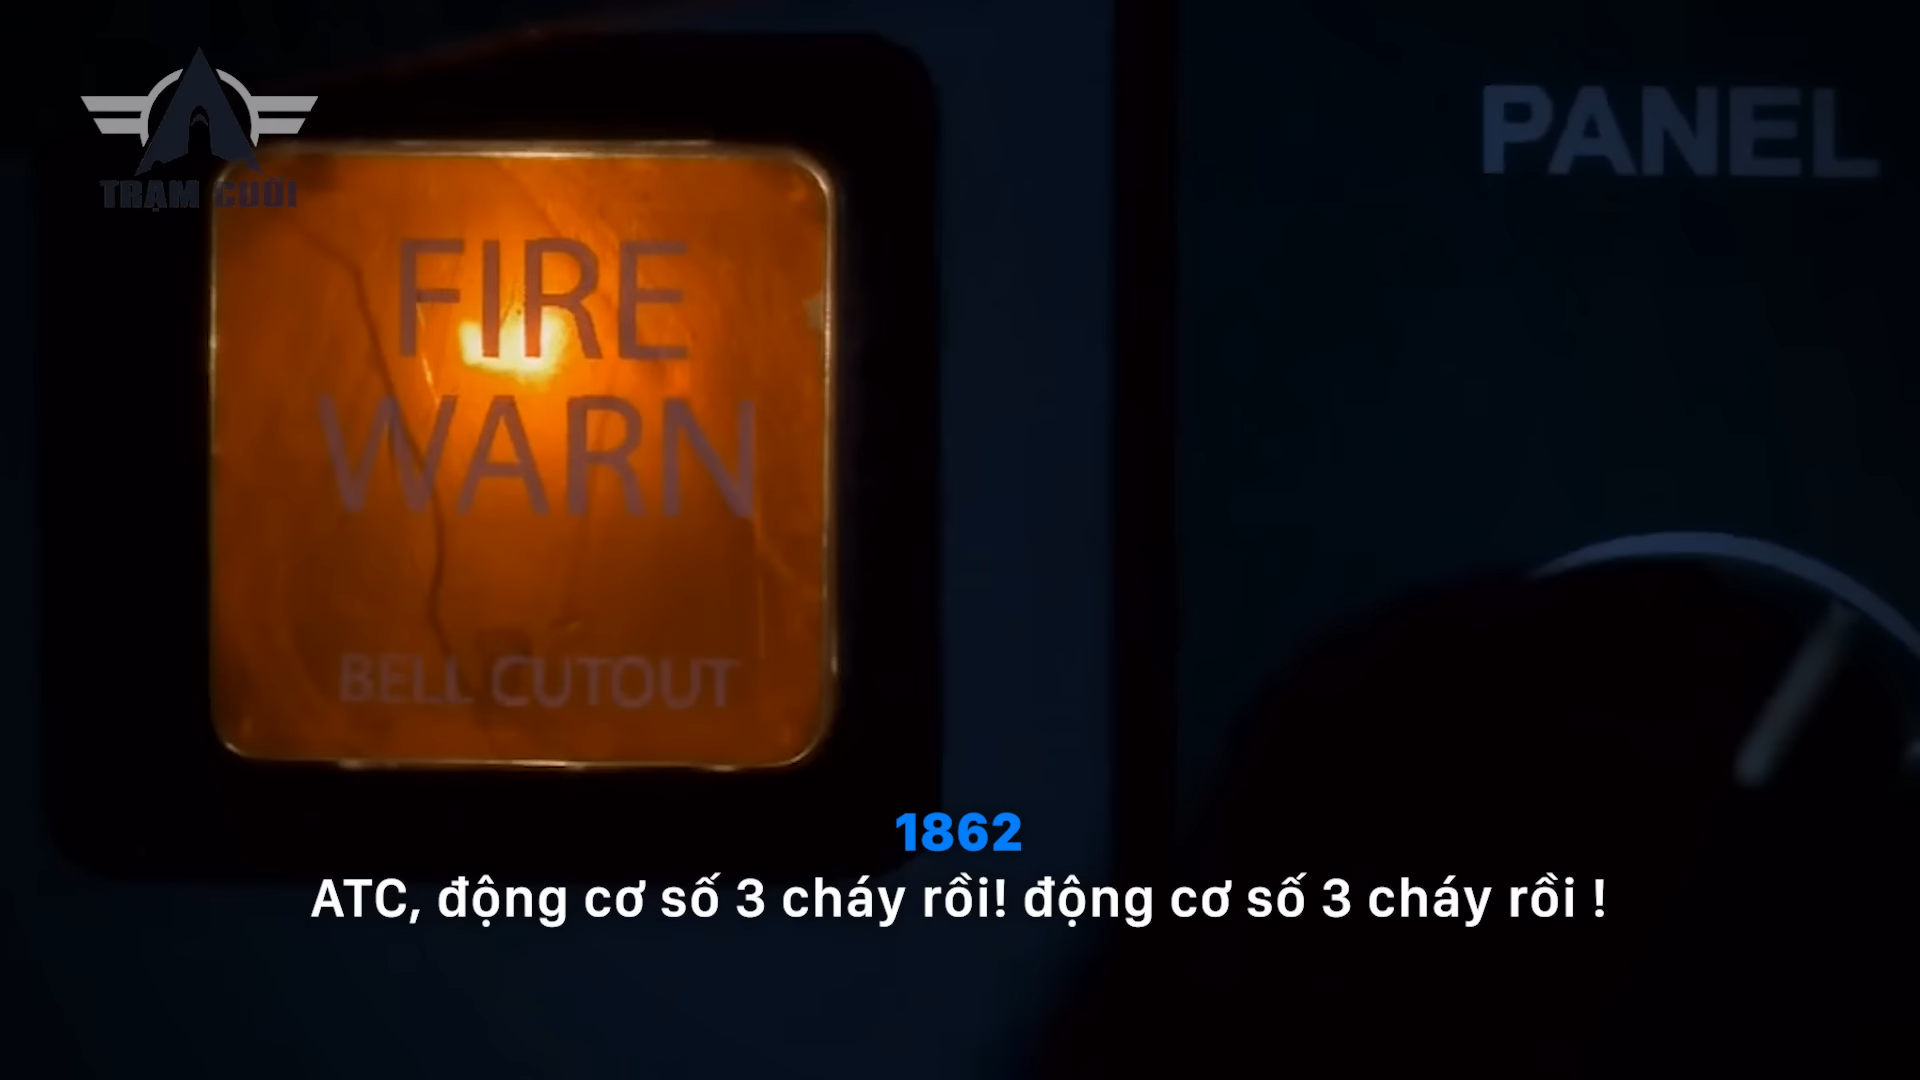 TRẠM CUỐI
PANEL
FIRE
WARN
BELL CUTOUT
1862
ATC, động cơ số 3 cháy rồi! động cơ số 3 cháy rồi !